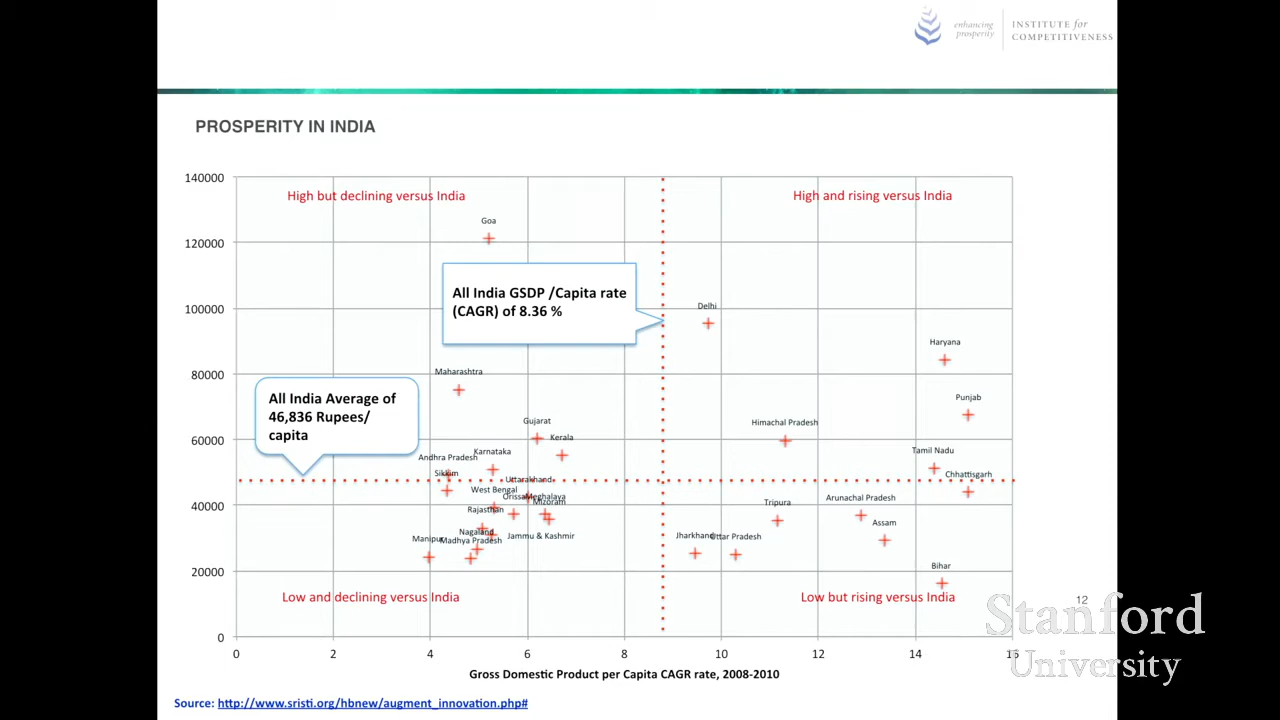 enhancing
prosperity
INSTITUTE for
COMPETITIVENESS
PROSPERITY IN INDIA
140000
120000
100000
80000
60000
40000
20000
0
High but declining versus India
High and rising versus India
Goa
All India GSDP /Capita rate
(CAGR) of 8.36 %
Delhi
Haryana
Maharashtra
All India Average of
46,836 Rupees/
capita
Punjab
Gujarat
Himachal Pradesh
Kerala
Karnataka
Tamil Nadu
Andhra Pradesh
Sikkim
Chhattisgarh
Uttarakhand
West Bengal
Orissa
Meghalaya
Mizoram
Arunachal Pradesh
Tripura
Rajasthan
Assam
Nagaland
Jammu & Kashmir
Manipur
Madhya Pradesh
Jharkhand
Uttar Pradesh
Bihar
Low and declining versus India
Low but rising versus India
12
0 2 4 6 8 10 12 14 16
Gross Domestic Product per Capita CAGR rate, 2008-2010
Stanford
University
Source: http://www.sristi.org/hbnew/augment_innovation.php#